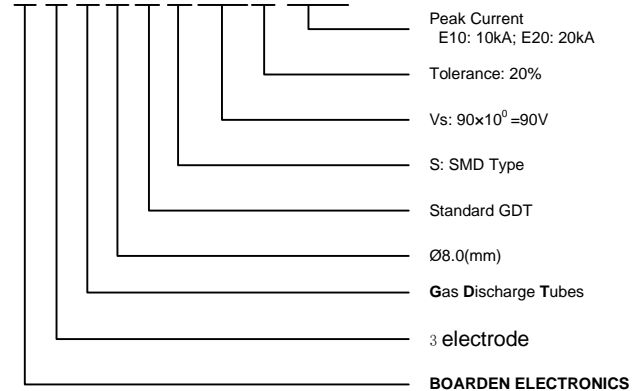 Peak Current
E10: 10kA; E20: 20kA
Tolerance: 20%
Vs: 90×10⁰ =90V
S: SMD Type
Standard GDT
Ø8.0(mm)
Gas Discharge Tubes
3 electrode
BOARDEN ELECTRONICS